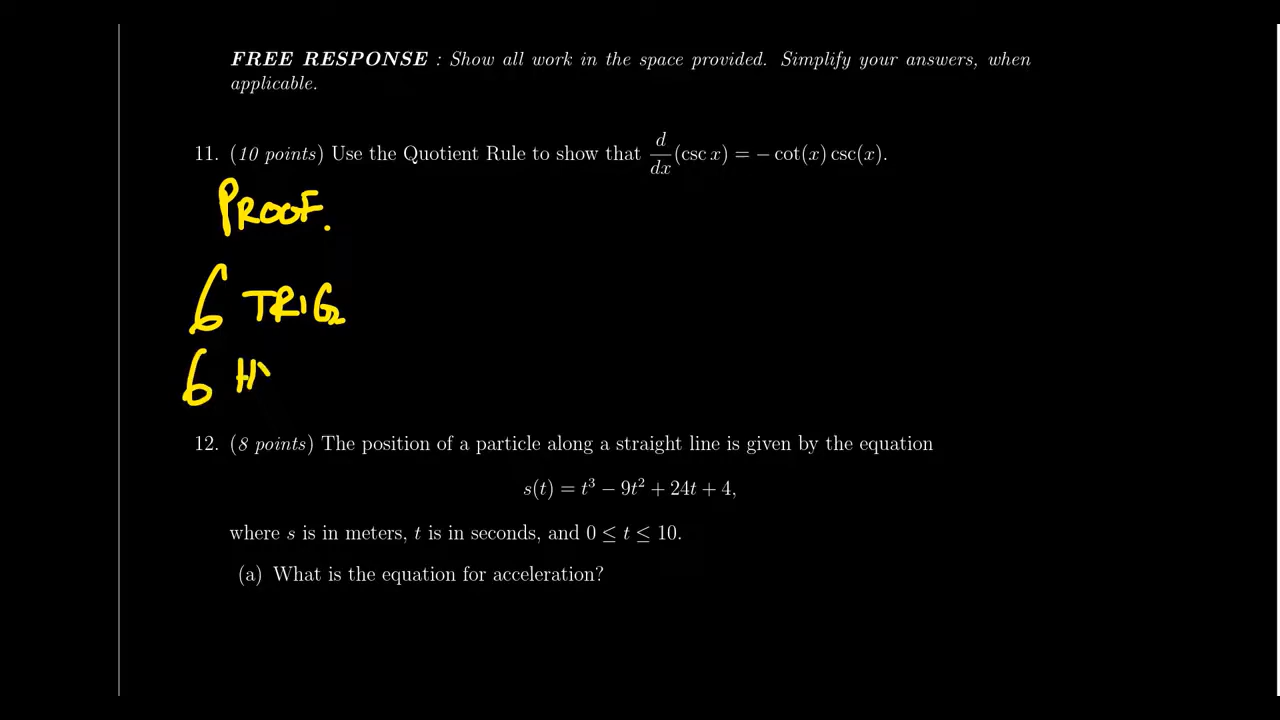 FREE RESPONSE : Show all work in the space provided. Simplify your answers, when
applicable.
11. (10 points) Use the Quotient Rule to show that d/dx (csc x) = − cot(x) csc(x).
PROOF.
6 TRIG
6 H
12. (8 points) The position of a particle along a straight line is given by the equation
s(t) = t³ − 9t² + 24t + 4,
where s is in meters, t is in seconds, and 0 ≤ t ≤ 10.
(a) What is the equation for acceleration?